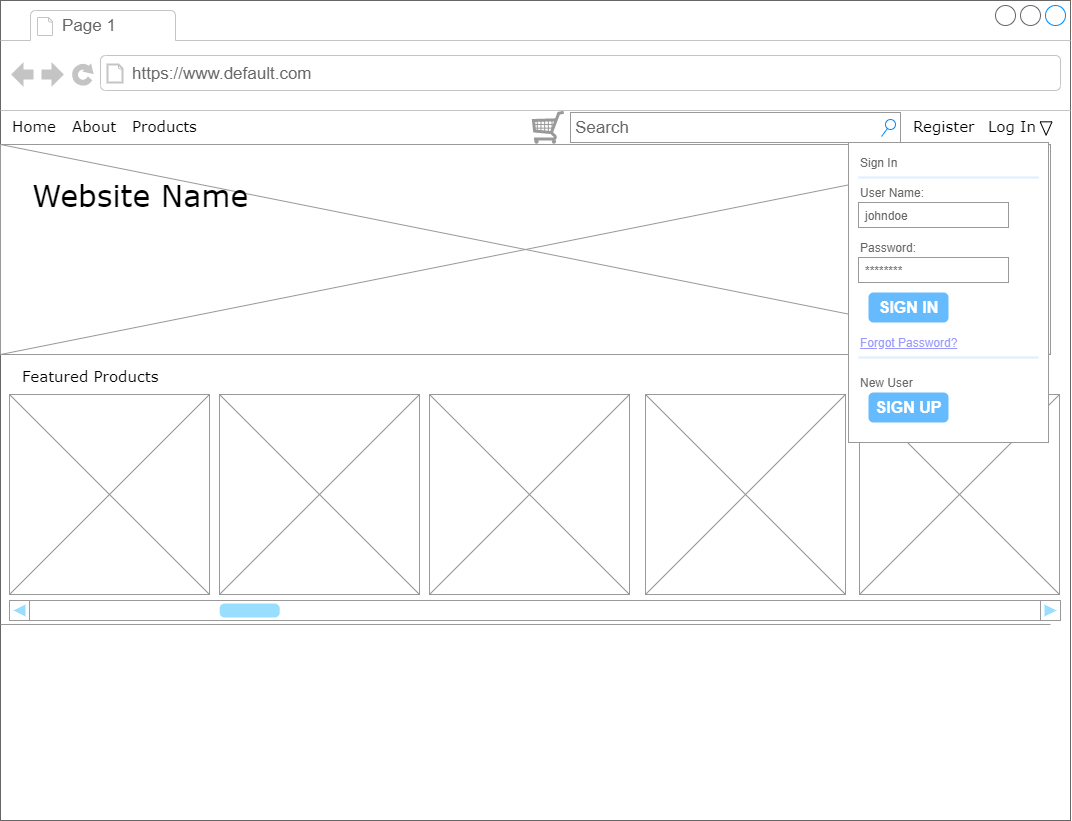 Page 1
https://www.default.com
Home About Products Search Register Log In
Website Name
Sign In
User Name:
johndoe
Password:
********
SIGN IN
Forgot Password?
New User
SIGN UP
Featured Products